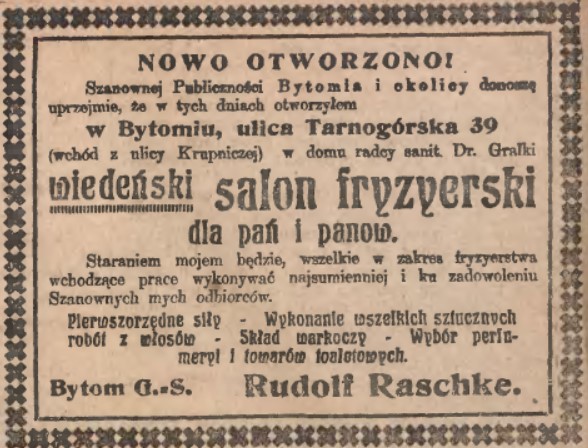 NOWO OTWORZONO!
Szanownej Publiczności Bytomia i okolicy donoszę
uprzejmie, że w tych dniach otworzyłem
w Bytomiu, ulica Tarnogórska 39
(wchód z ulicy Krupniczej) w domu radcy sanit. Dr. Grałki
wiedeński salon fryzyerski
dla pań i panow.
Staraniem mojem będzie, wszelkie w zakres fryzyerstwa
wchodzące prace wykonywać najsumienniej i ku zadowoleniu
Szanownych mych odbiorców.
Pierwszorzędne siły - Wykonanie wszelkich sztucznych
robót z włosów - Skład warkoczy - Wybór perfu-
meryi i towarów toaletowych.
Bytom G.-S. Rudolf Raschke.